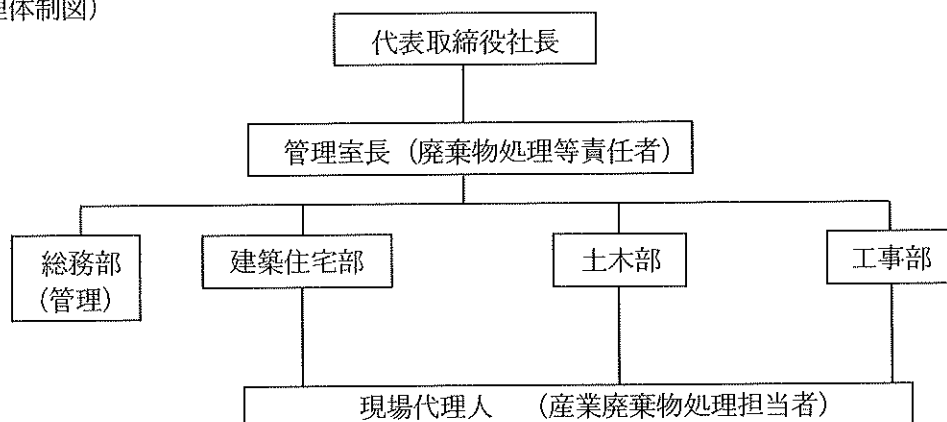 理体制図）
代表取締役社長
管理室長（廃棄物処理等責任者）
総務部
（管理）
建築住宅部
土木部
工事部
現場代理人　（産業廃棄物処理担当者）